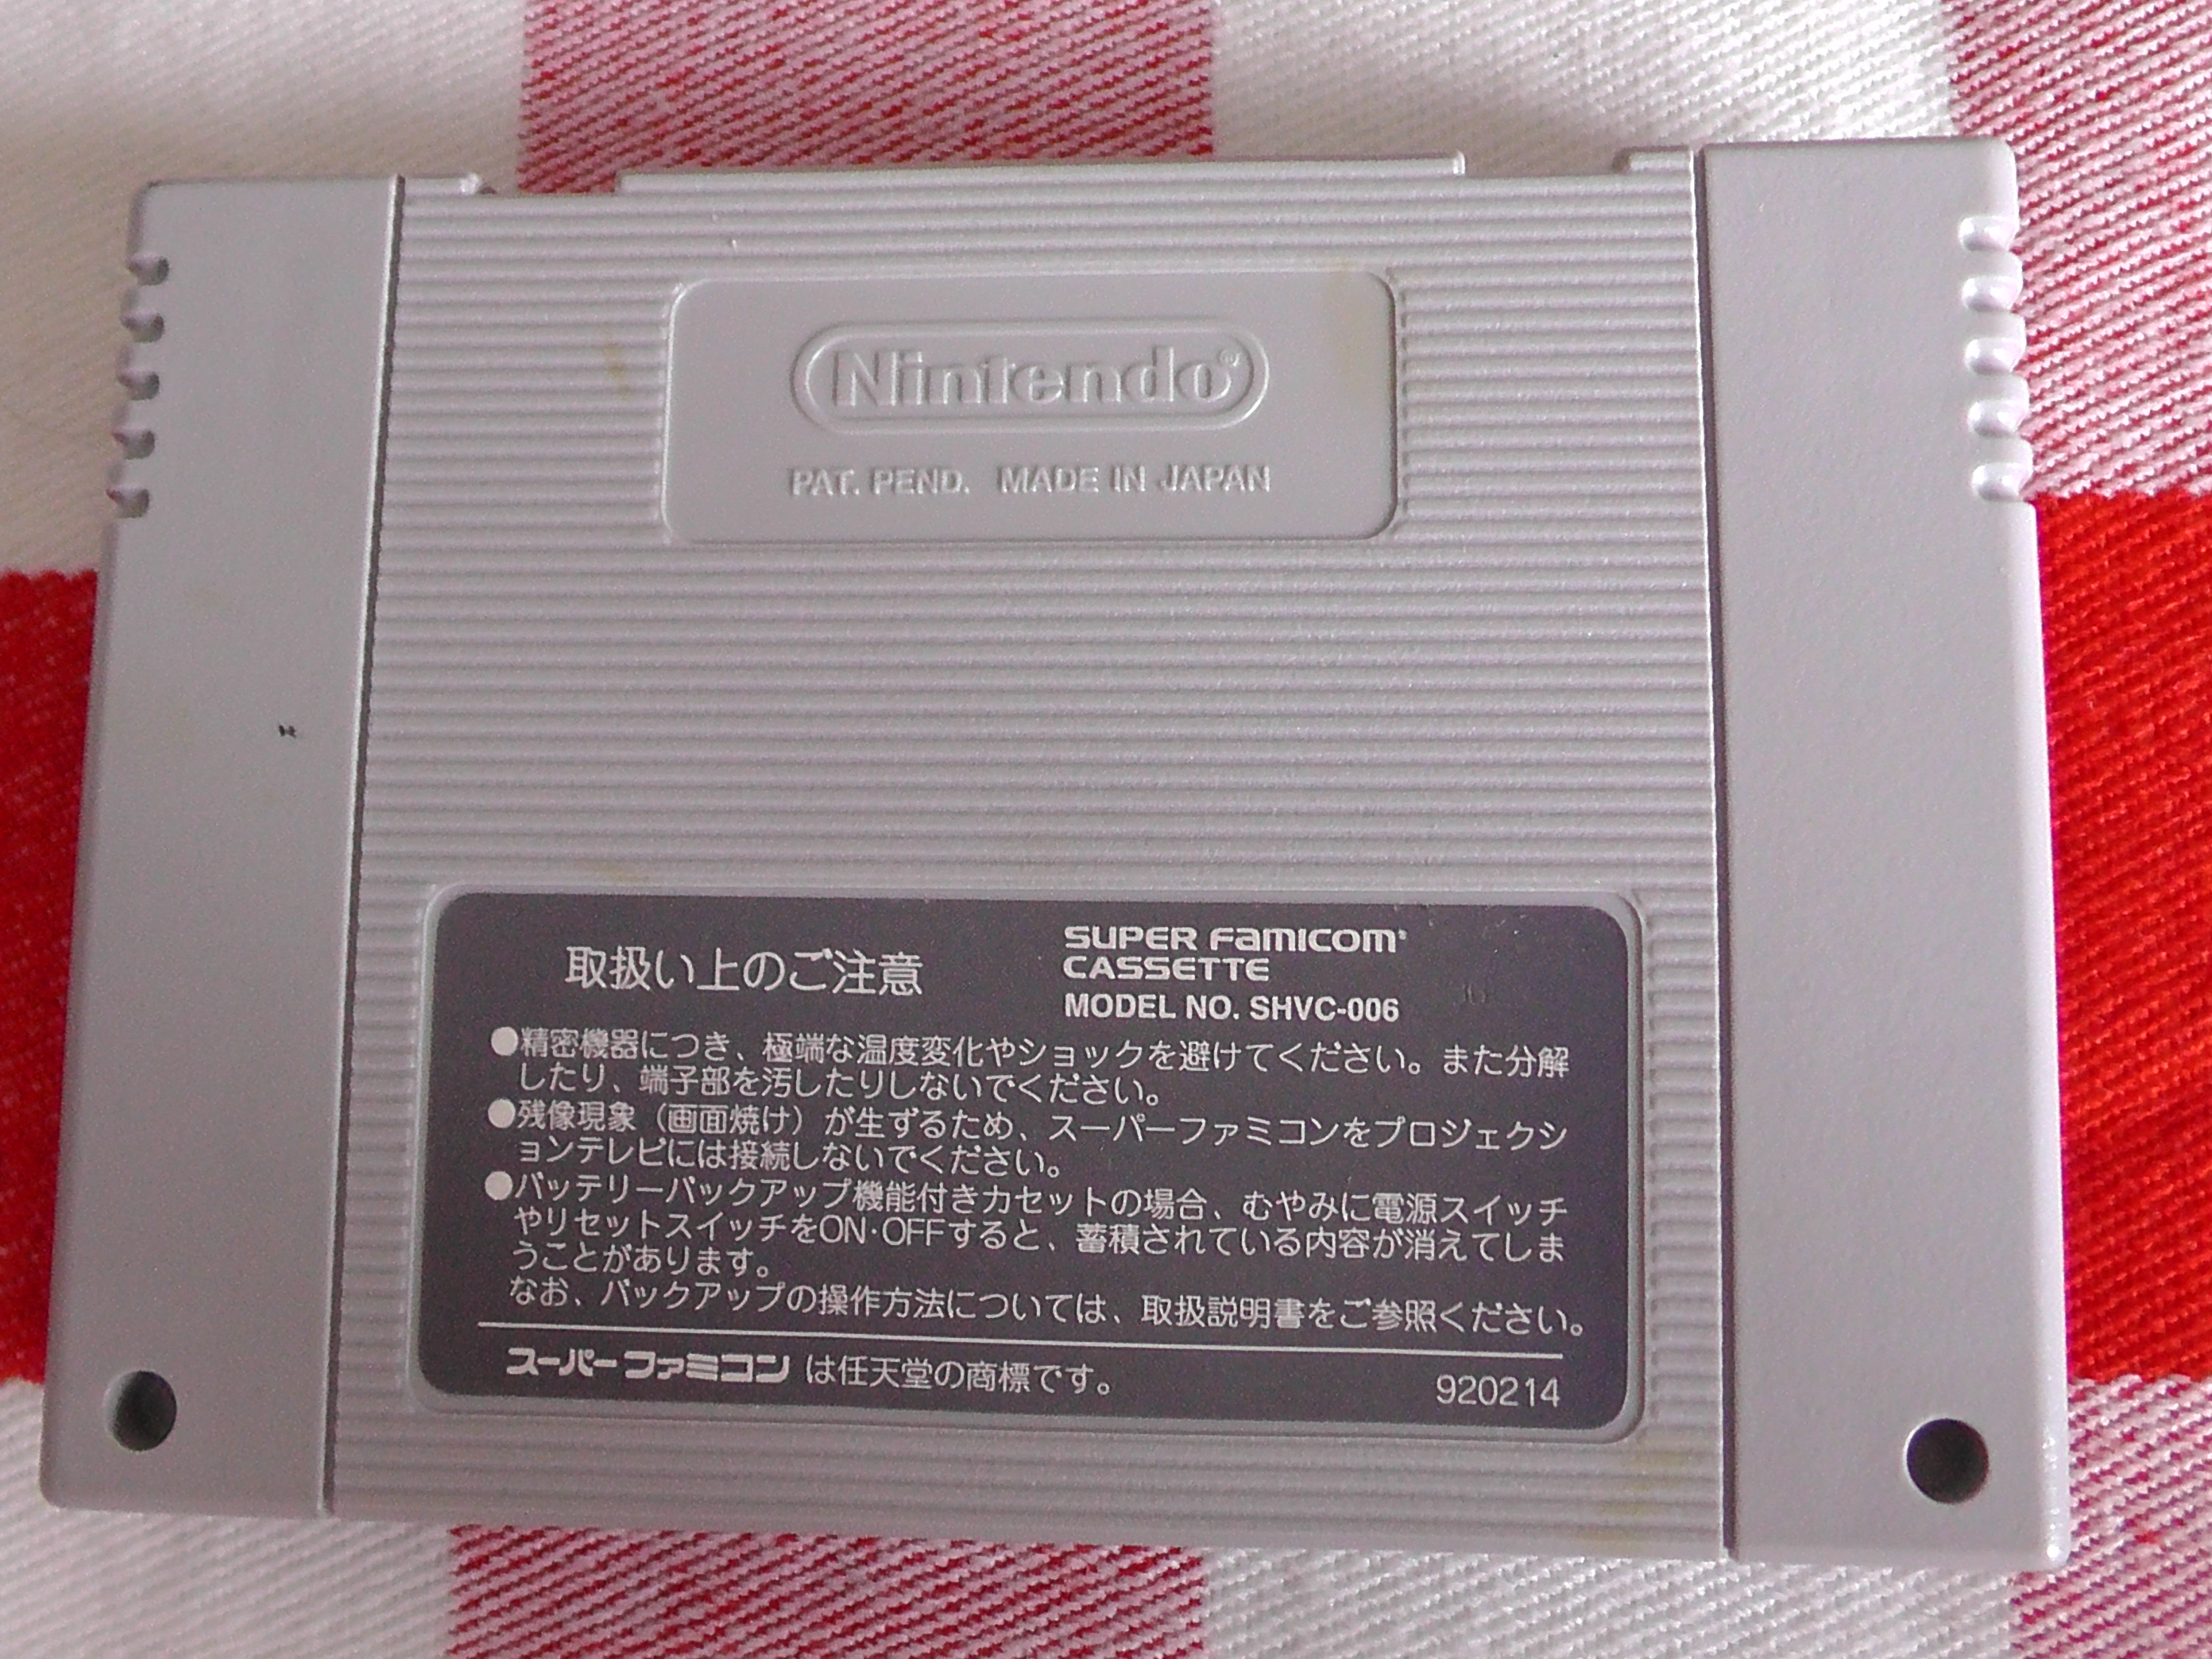 Nintendo®
PAT. PEND. MADE IN JAPAN
取扱い上のご注意
SUPER FAMICOM®
CASSETTE
MODEL NO. SHVC-006
●精密機器につき、極端な温度変化やショックを避けてください。また分解
したり、端子部を汚したりしないでください。
●残像現象（画面焼け）が生ずるため、スーパーファミコンをプロジェクシ
ョンテレビには接続しないでください。
●バッテリーバックアップ機能付きカセットの場合、むやみに電源スイッチ
やリセットスイッチをON·OFFすると、蓄積されている内容が消えてしま
うことがあります。
なお、バックアップの操作方法については、取扱説明書をご参照ください。
スーパーファミコン は任天堂の商標です。
920214